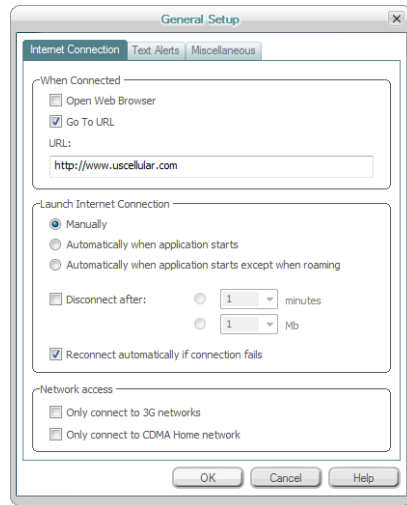 General Setup
Internet Connection Text Alerts Miscellaneous
When Connected
Open Web Browser
Go To URL
URL:
http://www.uscellular.com
Launch Internet Connection
Manually
Automatically when application starts
Automatically when application starts except when roaming
Disconnect after: 1 minutes
1 Mb
Reconnect automatically if connection fails
Network access
Only connect to 3G networks
Only connect to CDMA Home network
OK Cancel Help